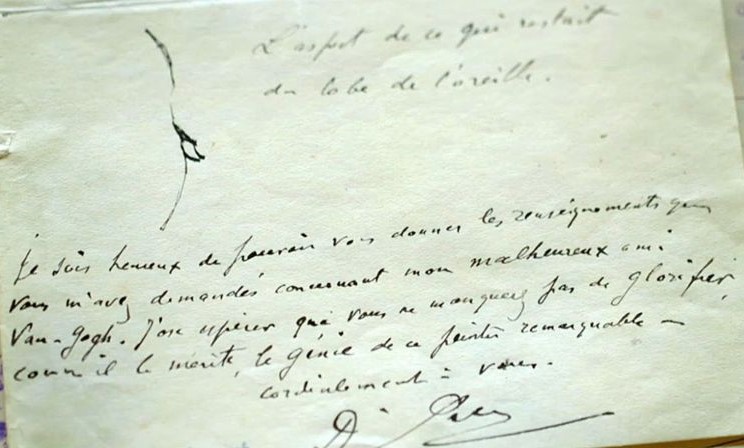 L'aspect de ce qui restait
du lobe de l'oreille.
Je suis heureux de pouvoir vous donner les renseignements que
vous m'avez demandés concernant mon malheureux ami
Van-Gogh. J'ose espérer que vous ne manquerez pas de glorifier,
comme il le mérite, le génie de ce peintre remarquable —
cordialement à vous.
Dr Rey